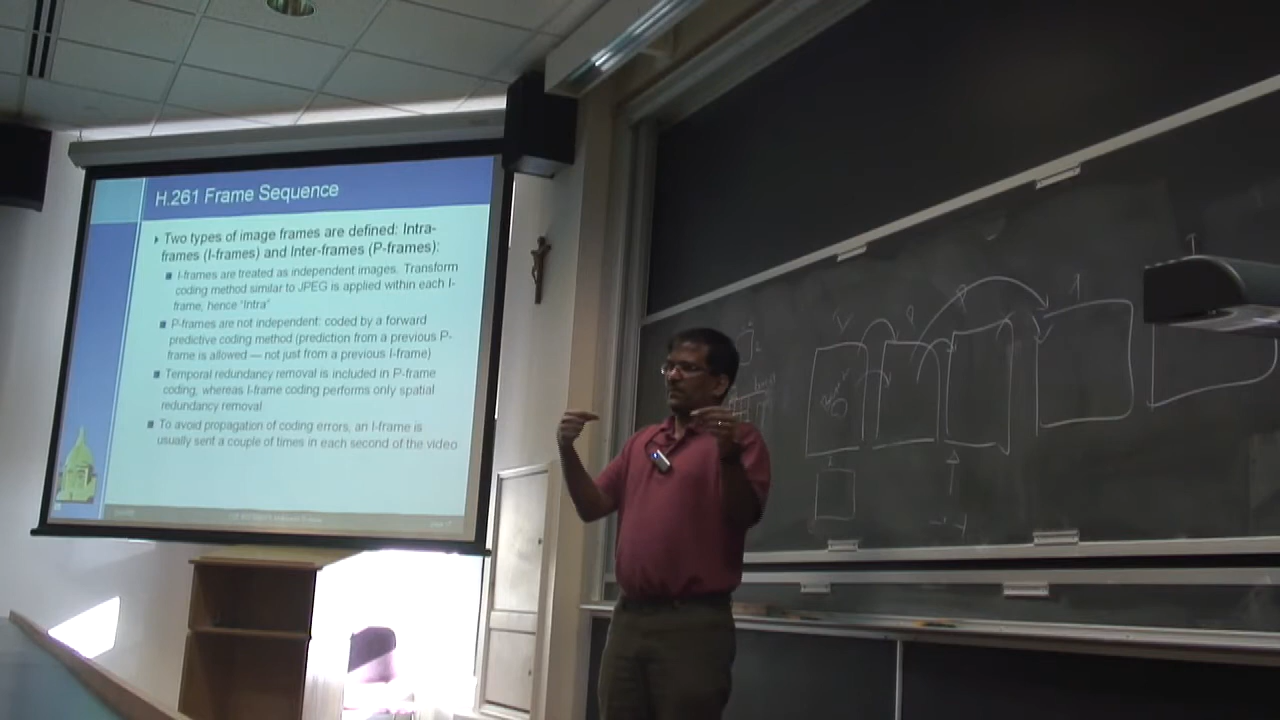 H.261 Frame Sequence
Two types of image frames are defined: Intra-
frames (I-frames) and Inter-frames (P-frames):
I-frames are treated as independent images. Transform
coding method similar to JPEG is applied within each I-
frame, hence "Intra"
P-frames are not independent: coded by a forward
predictive coding method (prediction from a previous P-
frame is allowed — not just from a previous I-frame)
Temporal redundancy removal is included in P-frame
coding, whereas I-frame coding performs only spatial
redundancy removal
To avoid propagation of coding errors, an I-frame is
usually sent a couple of times in each second of the video